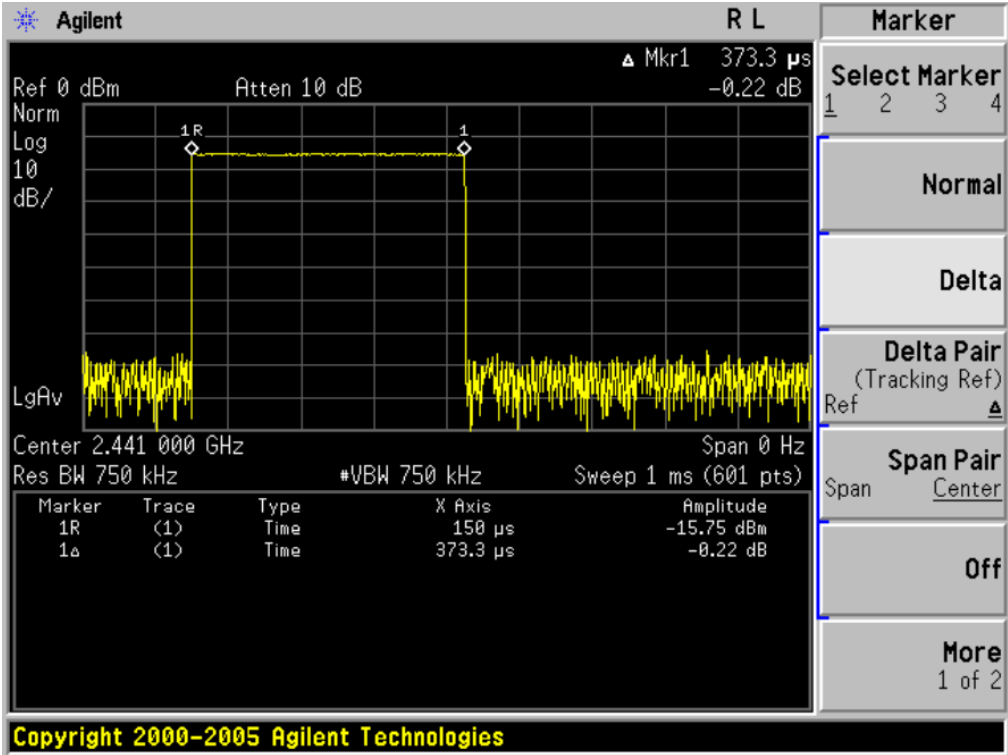 Agilent R L
Δ Mkr1 373.3 µs
Ref 0 dBm Atten 10 dB -0.22 dB
Norm
Log
10
dB/
1R 1
LgAv
Center 2.441 000 GHz Span 0 Hz
Res BW 750 kHz #VBW 750 kHz Sweep 1 ms (601 pts)
Marker Trace Type X Axis Amplitude
1R (1) Time 150 µs -15.75 dBm
1Δ (1) Time 373.3 µs -0.22 dB
Marker
Select Marker
1 2 3 4
Normal
Delta
Delta Pair
(Tracking Ref)
Ref Δ
Span Pair
Span Center
Off
More
1 of 2
Copyright 2000-2005 Agilent Technologies